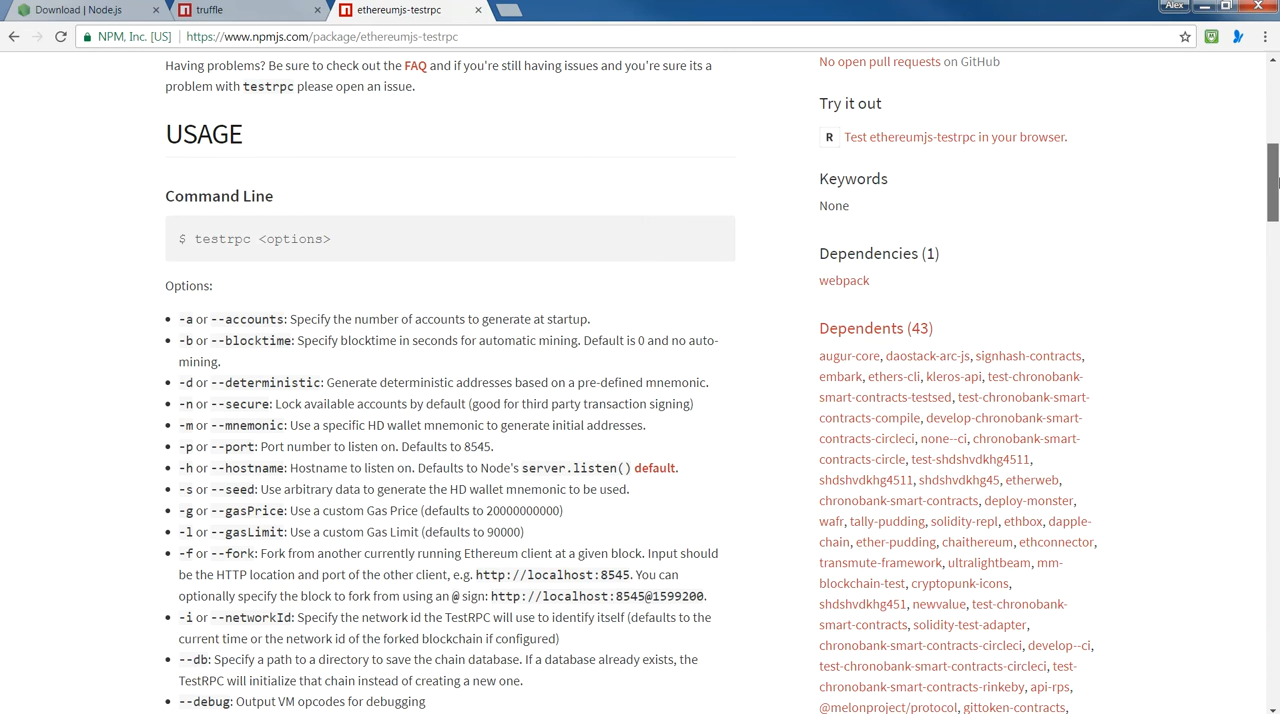 Download | Node.js
truffle
ethereumjs-testrpc
Alex
NPM, Inc. [US]
https://www.npmjs.com/package/ethereumjs-testrpc
Having problems? Be sure to check out the FAQ and if you're still having issues and you're sure its a
problem with testrpc please open an issue.
USAGE
Command Line
$ testrpc <options>
Options:
-a or --accounts: Specify the number of accounts to generate at startup.
-b or --blocktime: Specify blocktime in seconds for automatic mining. Default is 0 and no auto-
mining.
-d or --deterministic: Generate deterministic addresses based on a pre-defined mnemonic.
-n or --secure: Lock available accounts by default (good for third party transaction signing)
-m or --mnemonic: Use a specific HD wallet mnemonic to generate initial addresses.
-p or --port: Port number to listen on. Defaults to 8545.
-h or --hostname: Hostname to listen on. Defaults to Node's server.listen() default.
-s or --seed: Use arbitrary data to generate the HD wallet mnemonic to be used.
-g or --gasPrice: Use a custom Gas Price (defaults to 20000000000)
-l or --gasLimit: Use a custom Gas Limit (defaults to 90000)
-f or --fork: Fork from another currently running Ethereum client at a given block. Input should
be the HTTP location and port of the other client, e.g. http://localhost:8545. You can
optionally specify the block to fork from using an @ sign: http://localhost:8545@1599200.
-i or --networkId: Specify the network id the TestRPC will use to identify itself (defaults to the
current time or the network id of the forked blockchain if configured)
--db: Specify a path to a directory to save the chain database. If a database already exists, the
TestRPC will initialize that chain instead of creating a new one.
--debug: Output VM opcodes for debugging
No open pull requests on GitHub
Try it out
R Test ethereumjs-testrpc in your browser.
Keywords
None
Dependencies (1)
webpack
Dependents (43)
augur-core, daostack-arc-js, signhash-contracts,
embark, ethers-cli, kleros-api, test-chronobank-
smart-contracts-testsed, test-chronobank-smart-
contracts-compile, develop-chronobank-smart-
contracts-circleci, none--ci, chronobank-smart-
contracts-circle, test-shdshvdkhg4511,
shdshvdkhg4511, shdshvdkhg45, etherweb,
chronobank-smart-contracts, deploy-monster,
wafr, tally-pudding, solidity-repl, ethbox, dapple-
chain, ether-pudding, chaithereum, ethconnector,
transmute-framework, ultralightbeam, mm-
blockchain-test, cryptopunk-icons,
shdshvdkhg451, newvalue, test-chronobank-
smart-contracts, solidity-test-adapter,
chronobank-smart-contracts-circleci, develop--ci,
test-chronobank-smart-contracts-circleci, test-
chronobank-smart-contracts-rinkeby, api-rps,
@melonproject/protocol, gittoken-contracts,